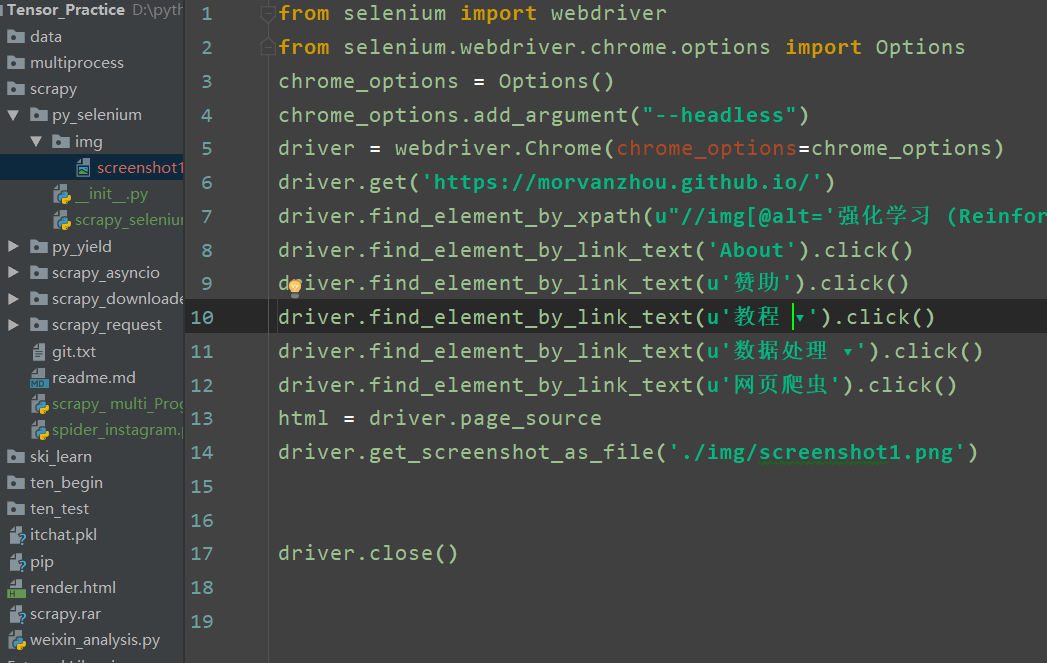 Tensor_Practice D:\pyth
data
multiprocess
scrapy
py_selenium
img
screenshot1
__init__.py
scrapy_seleniu
py_yield
scrapy_asyncio
scrapy_downloade
scrapy_request
git.txt
readme.md
scrapy_ multi_Proc
spider_instagram.
ski_learn
ten_begin
ten_test
itchat.pkl
pip
render.html
scrapy.rar
weixin_analysis.py
1 from selenium import webdriver
2 from selenium.webdriver.chrome.options import Options
3 chrome_options = Options()
4 chrome_options.add_argument("--headless")
5 driver = webdriver.Chrome(chrome_options=chrome_options)
6 driver.get('https://morvanzhou.github.io/')
7 driver.find_element_by_xpath(u"//img[@alt='强化学习 (Reinfor
8 driver.find_element_by_link_text('About').click()
9 driver.find_element_by_link_text(u'赞助').click()
10 driver.find_element_by_link_text(u'教程 ▾').click()
11 driver.find_element_by_link_text(u'数据处理 ▾').click()
12 driver.find_element_by_link_text(u'网页爬虫').click()
13 html = driver.page_source
14 driver.get_screenshot_as_file('./img/screenshot1.png')
15
16
17 driver.close()
18
19